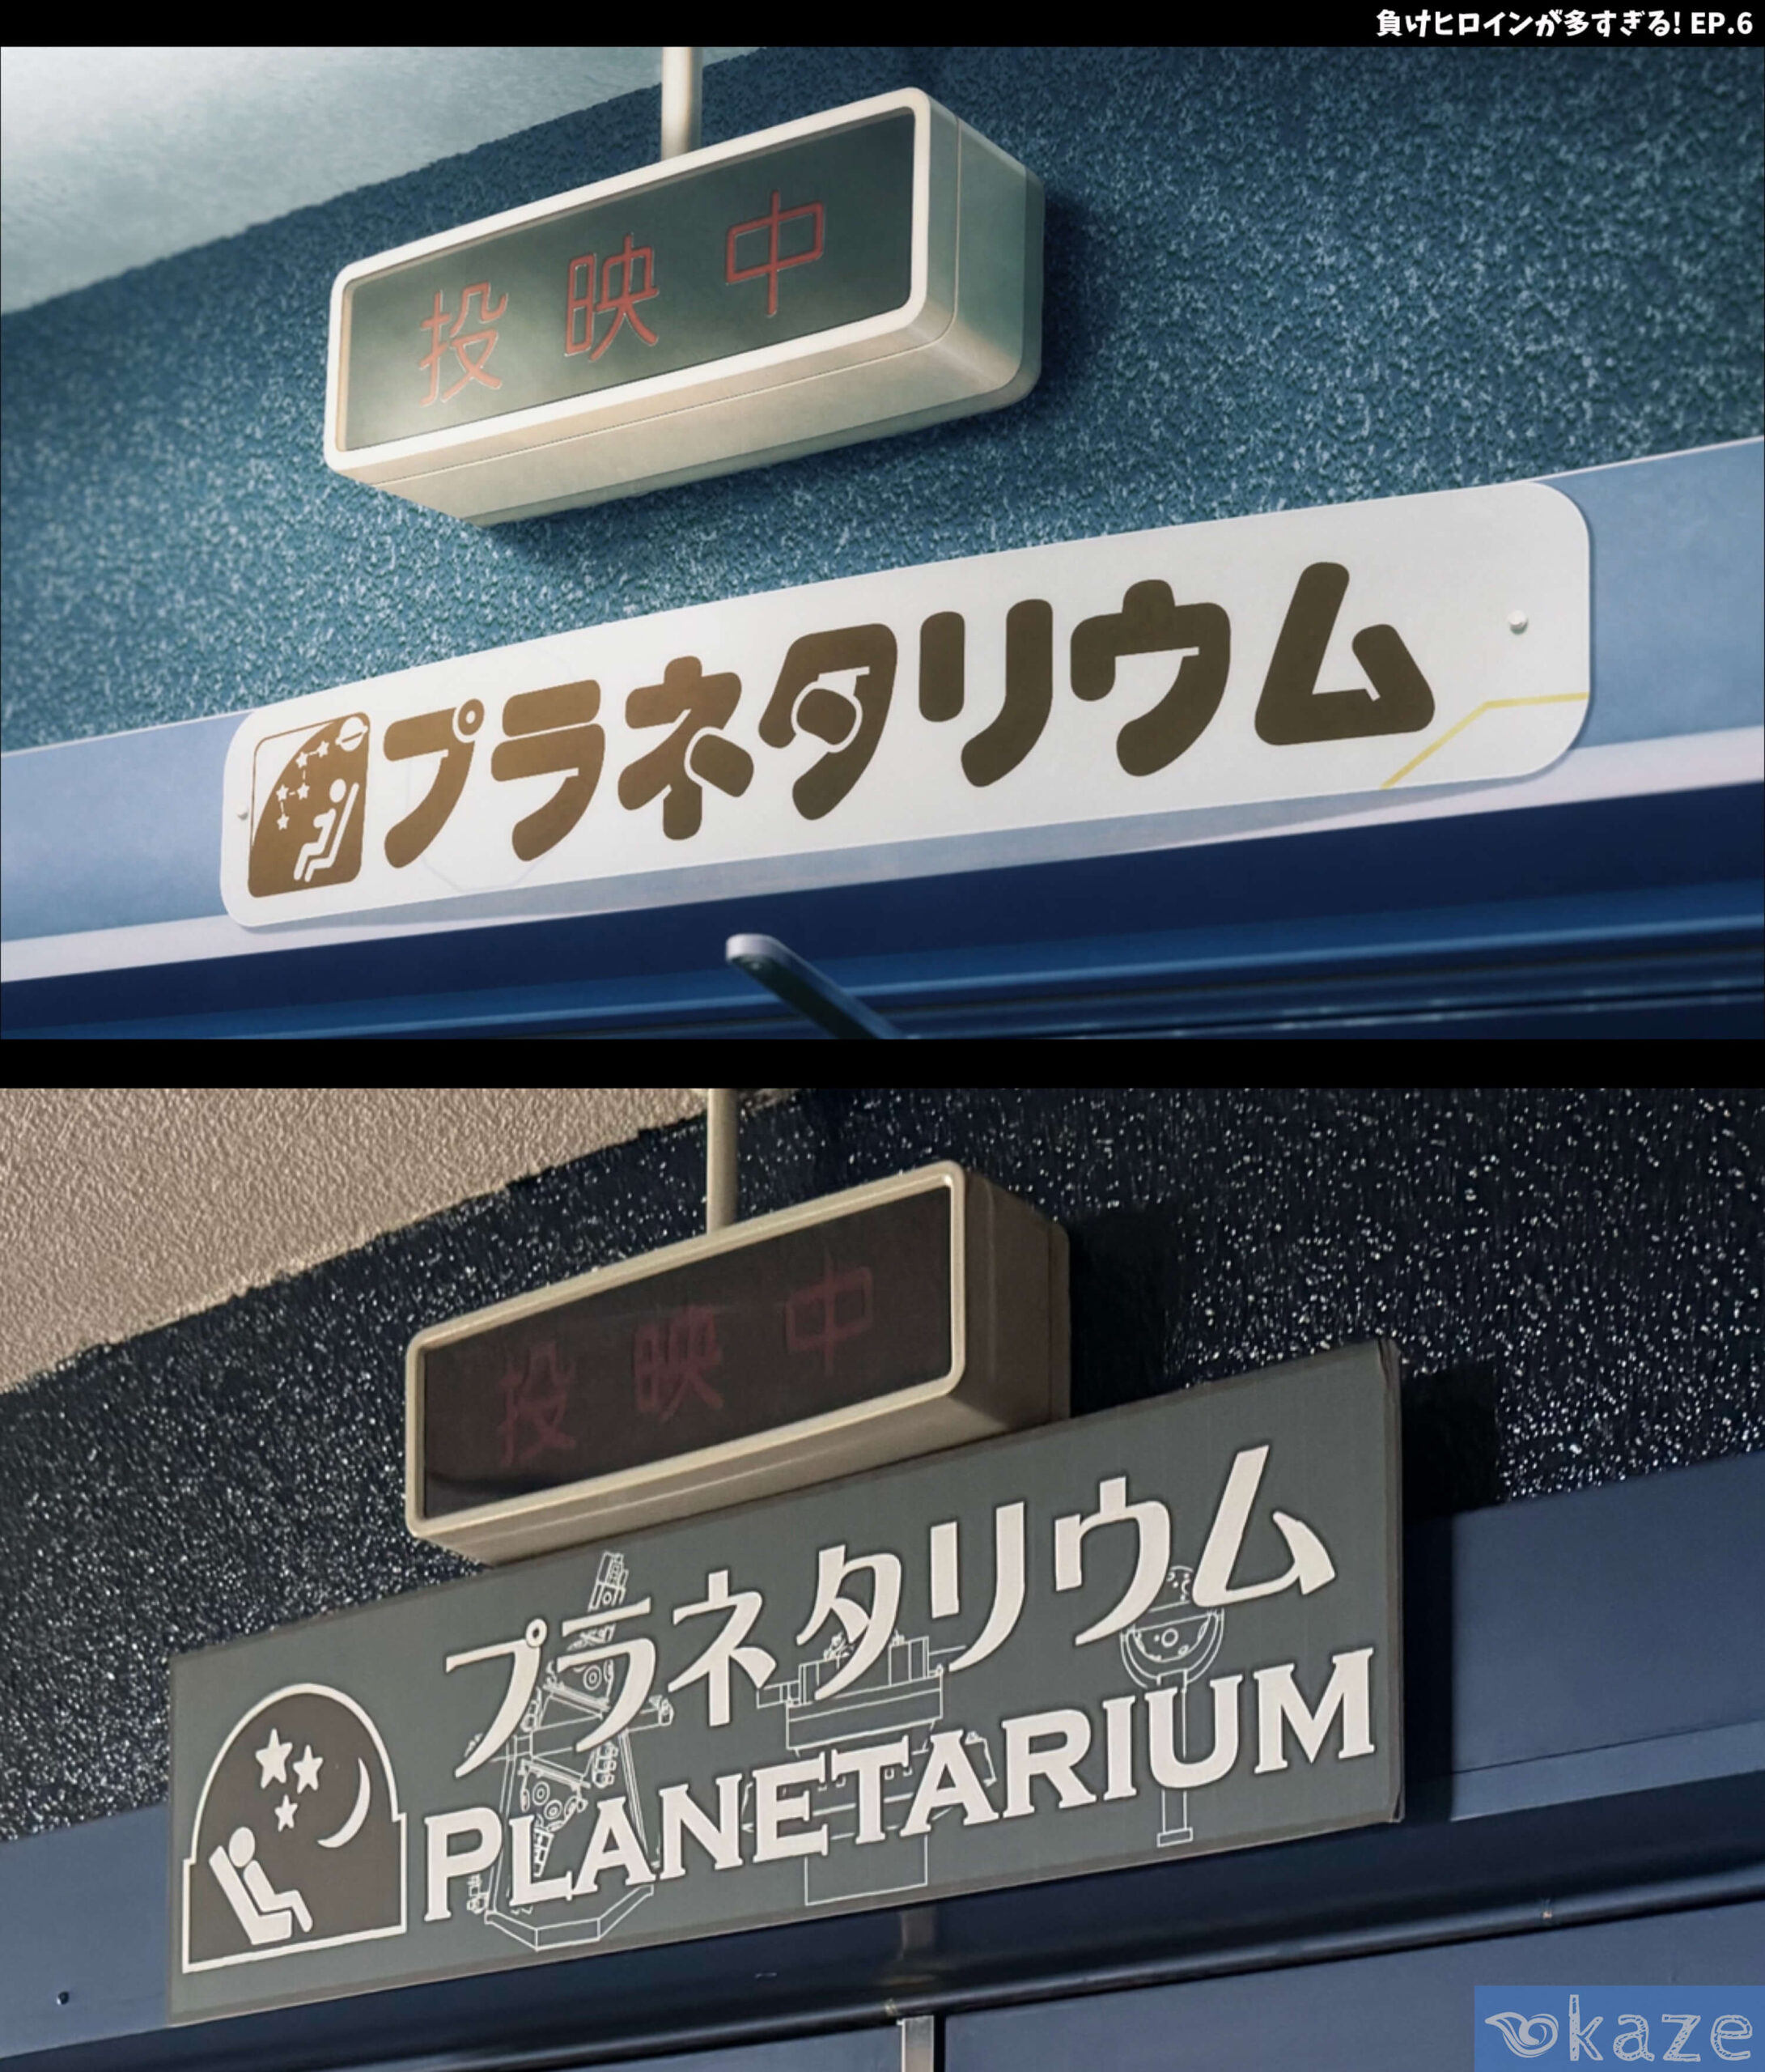 負けヒロインが多すぎる! EP.6
投映中
プラネタリウム
投映中
プラネタリウム
PLANETARIUM
okaze